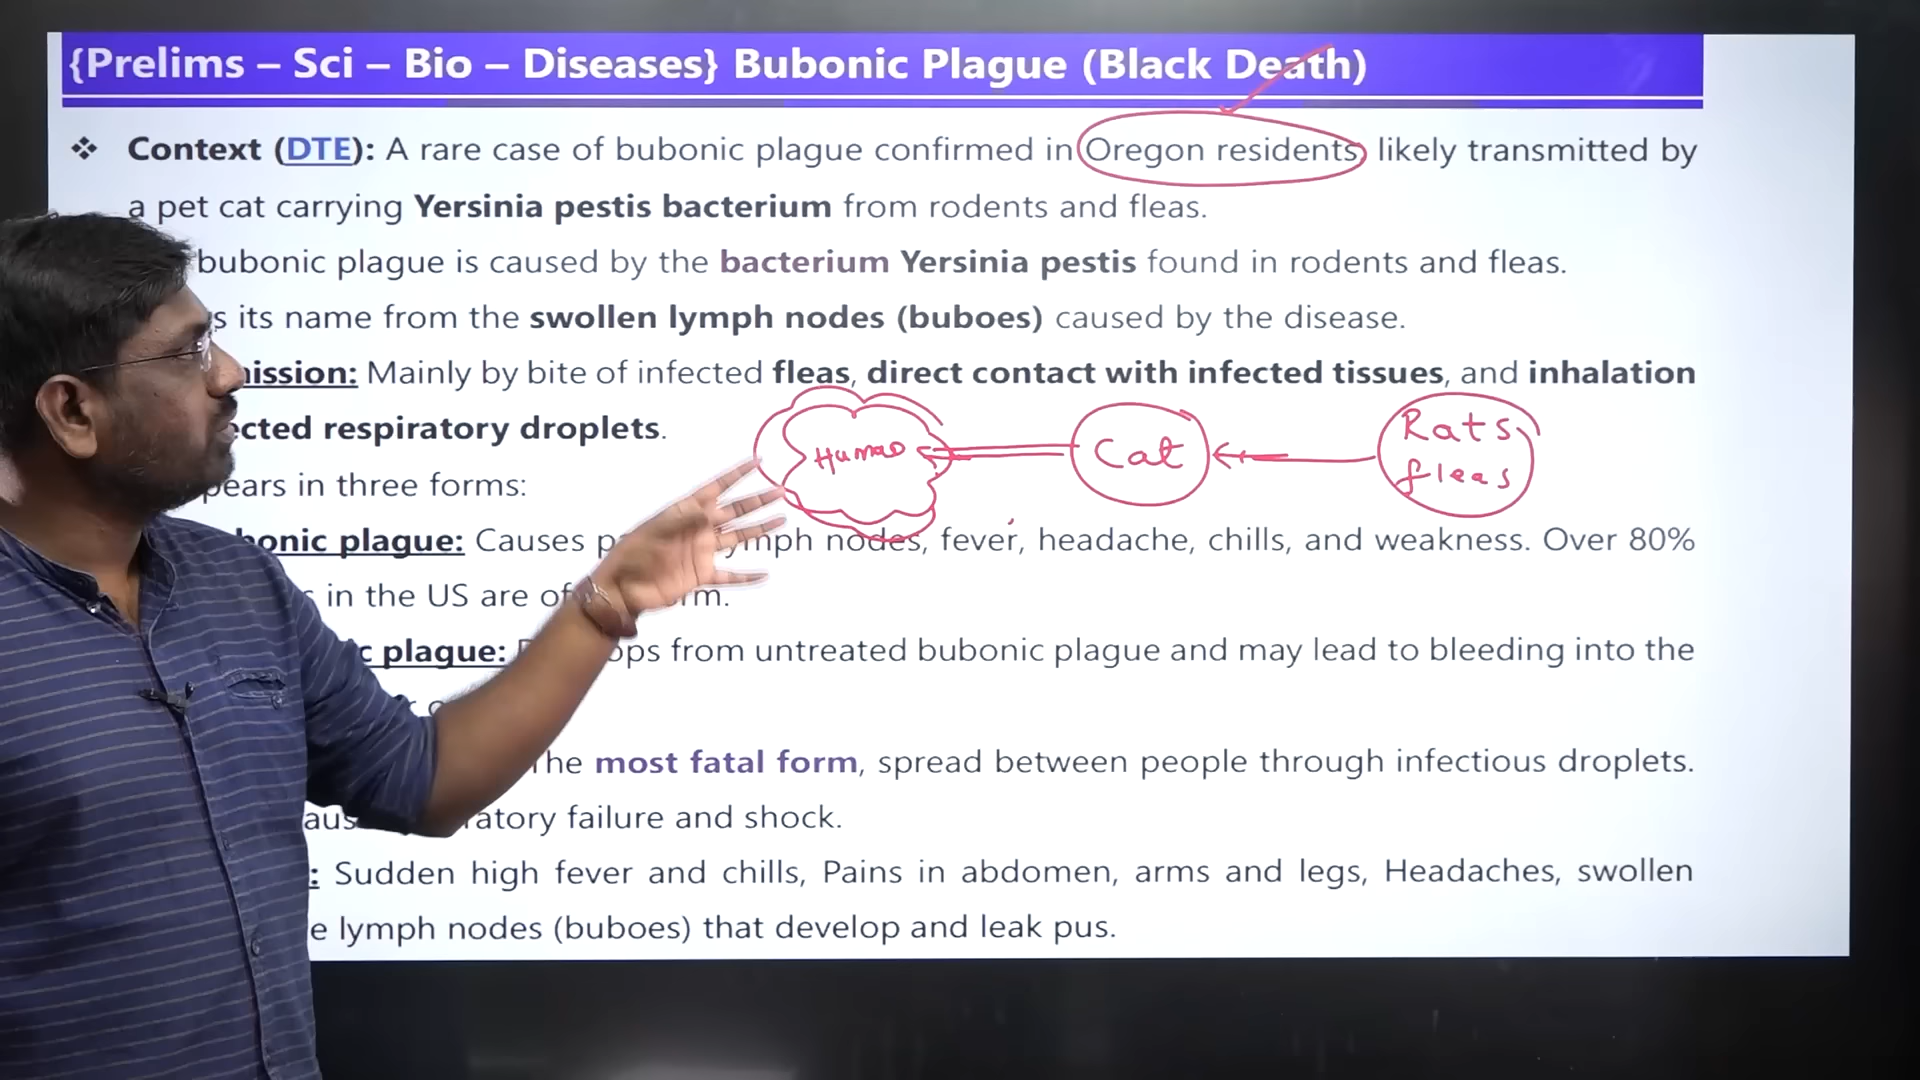 {Prelims – Sci – Bio – Diseases} Bubonic Plague (Black Death)
❖ Context (DTE): A rare case of bubonic plague confirmed in Oregon residents, likely transmitted by
a pet cat carrying Yersinia pestis bacterium from rodents and fleas.
bubonic plague is caused by the bacterium Yersinia pestis found in rodents and fleas.
its name from the swollen lymph nodes (buboes) caused by the disease.
Mainly by bite of infected fleas, direct contact with infected tissues, and inhalation
respiratory droplets.
Human
Cat
Rats
fleas
in three forms:
plague: Causes nodes, fever, headache, chills, and weakness. Over 80%
in the US are of
plague: from untreated bubonic plague and may lead to bleeding into the
most fatal form, spread between people through infectious droplets.
failure and shock.
: Sudden high fever and chills, Pains in abdomen, arms and legs, Headaches, swollen
lymph nodes (buboes) that develop and leak pus.